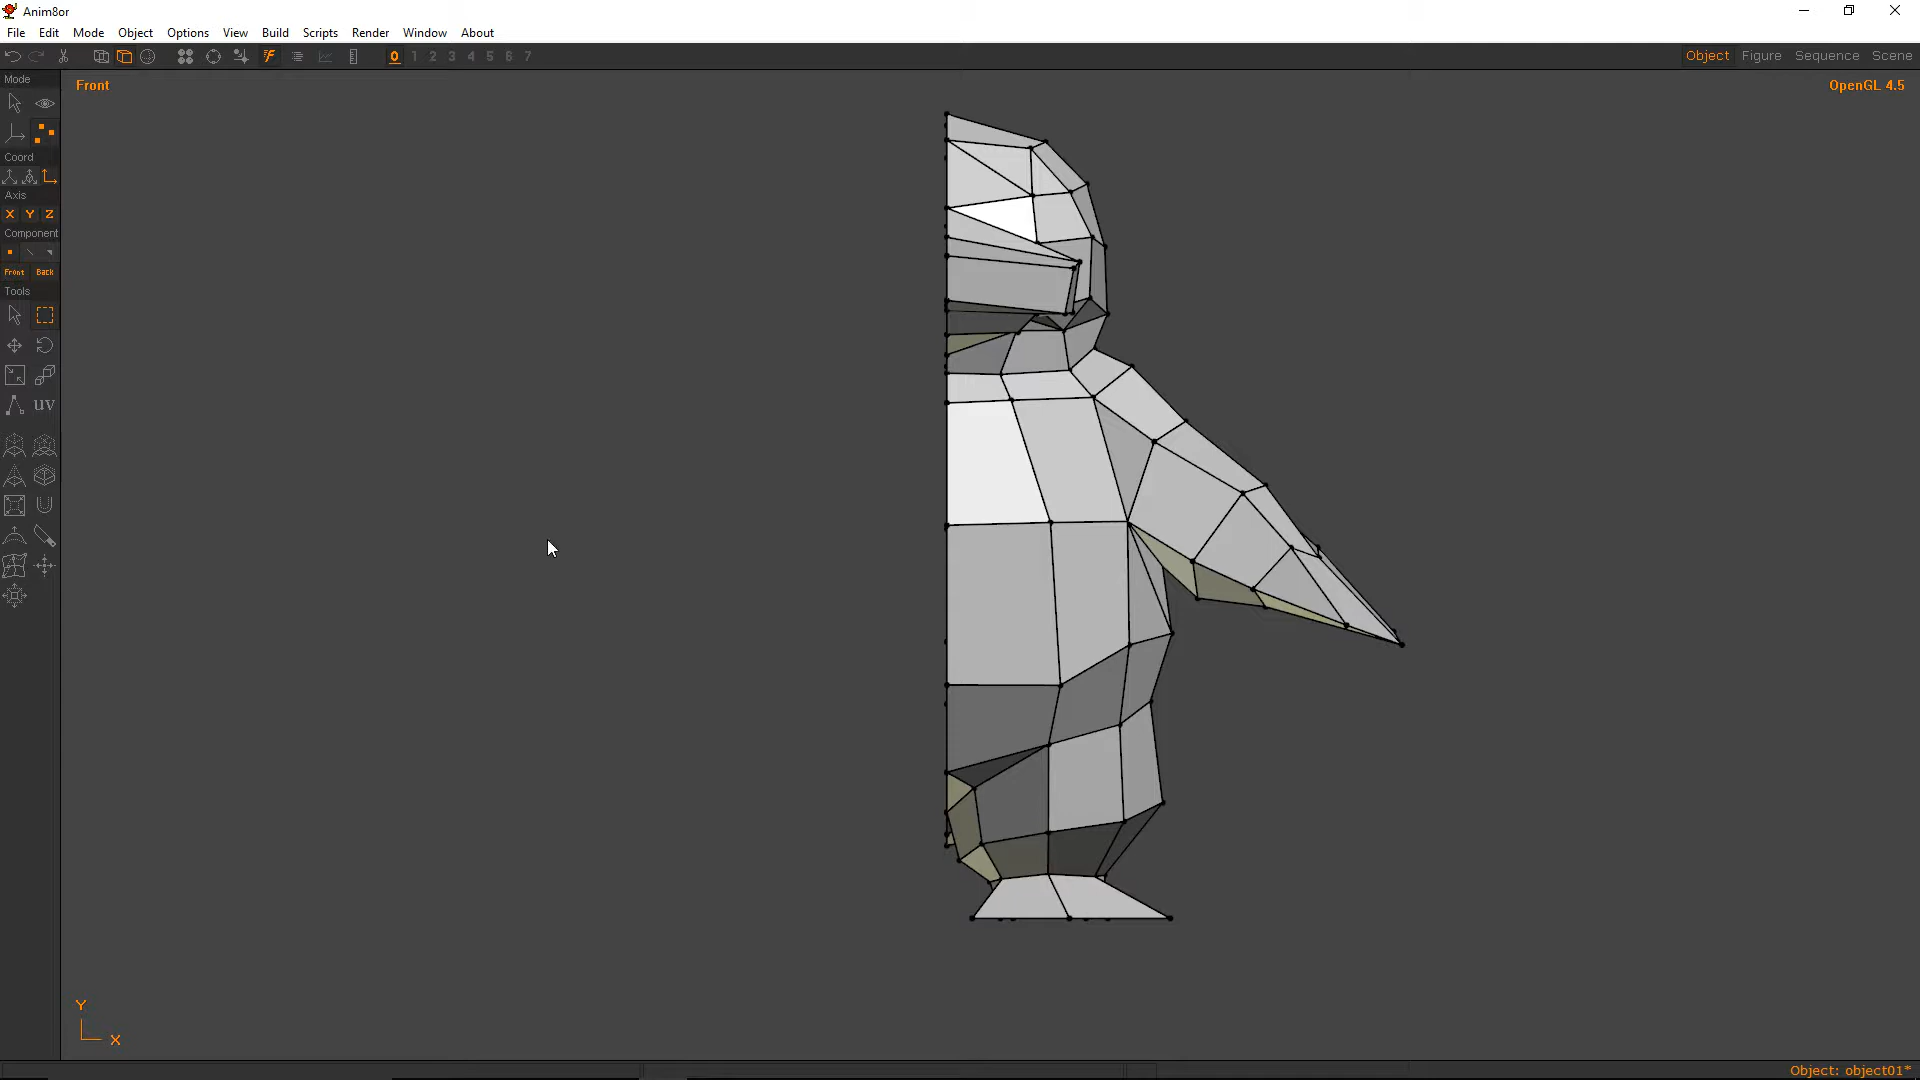 Anim8or
File Edit Mode Object Options View Build Scripts Render Window About
0 1 2 3 4 5 6 7
Object Figure Sequence Scene
Mode
Front
OpenGL 4.5
Coord
Axis
X Y Z
Component
Front Back
Tools
UV
Y
X
Object: object01*